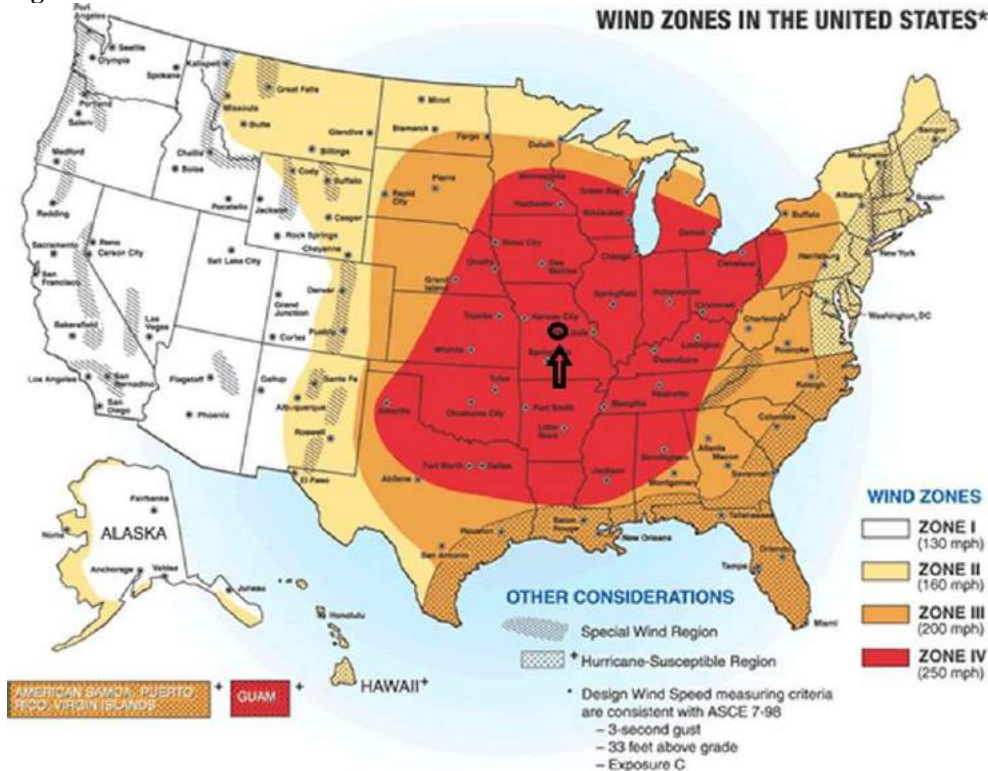 WIND ZONES IN THE UNITED STATES*
Port
Angeles
Seattle
Olympia
Spokane
Kalispell
Great Falls
Missoula
Portland
Salem
Butte
Glendive
Billings
Minot
Bismarck
Fargo
Duluth
Medford
Challis
Boise
Cody
Buffalo
Rapid
City
Pierre
Minneapolis
Rochester
Green Bay
Milwaukee
Bangor
Montpelier
Albany
Boston
Buffalo
Detroit
Redding
Pocatello
Jackson
Casper
Rock Springs
Cheyenne
Sioux City
Chicago
Cleveland
New York
Harrisburg
Sacramento
Reno
Carson City
San
Francisco
Salt Lake City
Grand
Junction
Denver
Grand
Island
Omaha
Des
Moines
Springfield
Indianapolis
Cincinnati
Washington, DC
Charleston
Bakersfield
Las
Vegas
Cortes
Pueblo
Topeka
Kansas City
Lexington
Roanoke
Owensboro
Wichita
Los Angeles
San
Bernardino
San
Diego
Flagstaff
Gallup
Santa Fe
Albuquerque
Tulsa
Raleigh
Nashville
Amarillo
Oklahoma City
Fort Smith
Memphis
Phoenix
Roswell
Little
Rock
Columbia
Atlanta
Macon
Birmingham
Savannah
El Paso
Abilene
Fort Worth
Dallas
Jackson
Montgomery
Tallahassee
Houston
Baton
Rouge
New Orleans
San Antonio
Orlando
Tampa
Miami
Fairbanks
Nome
ALASKA
Anchorage
Valdez
Juneau
Honolulu
HAWAII+
AMERICAN SAMOA, PUERTO
RICO, VIRGIN ISLANDS
+
GUAM
+
OTHER CONSIDERATIONS
Special Wind Region
+ Hurricane-Susceptible Region
* Design Wind Speed measuring criteria
are consistent with ASCE 7-98
– 3-second gust
– 33 feet above grade
– Exposure C
WIND ZONES
ZONE I
(130 mph)
ZONE II
(160 mph)
ZONE III
(200 mph)
ZONE IV
(250 mph)